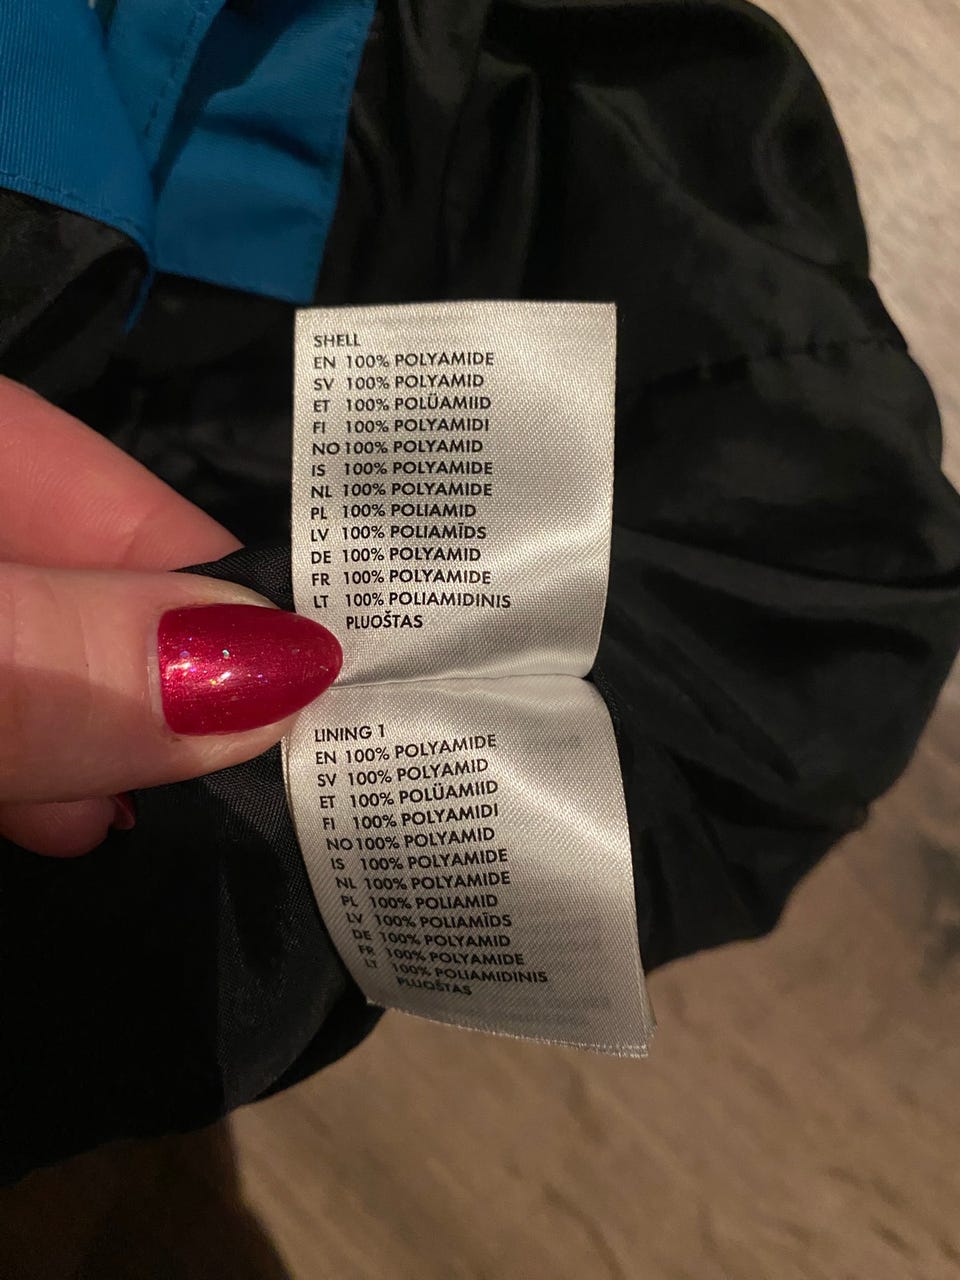 SHELL
EN 100% POLYAMIDE
SV 100% POLYAMID
ET 100% POLÜAMIID
FI 100% POLYAMIDI
NO 100% POLYAMID
IS 100% POLYAMIDE
NL 100% POLYAMIDE
PL 100% POLIAMID
LV 100% POLIAMĪDS
DE 100% POLYAMID
FR 100% POLYAMIDE
LT 100% POLIAMIDINIS
PLUOŠTAS
LINING 1
EN 100% POLYAMIDE
SV 100% POLYAMID
ET 100% POLÜAMIID
FI 100% POLYAMIDI
NO 100% POLYAMID
IS 100% POLYAMIDE
NL 100% POLYAMIDE
PL 100% POLIAMID
LV 100% POLIAMĪDS
DE 100% POLYAMID
FR 100% POLYAMIDE
LT 100% POLIAMIDINIS
PLUOŠTAS